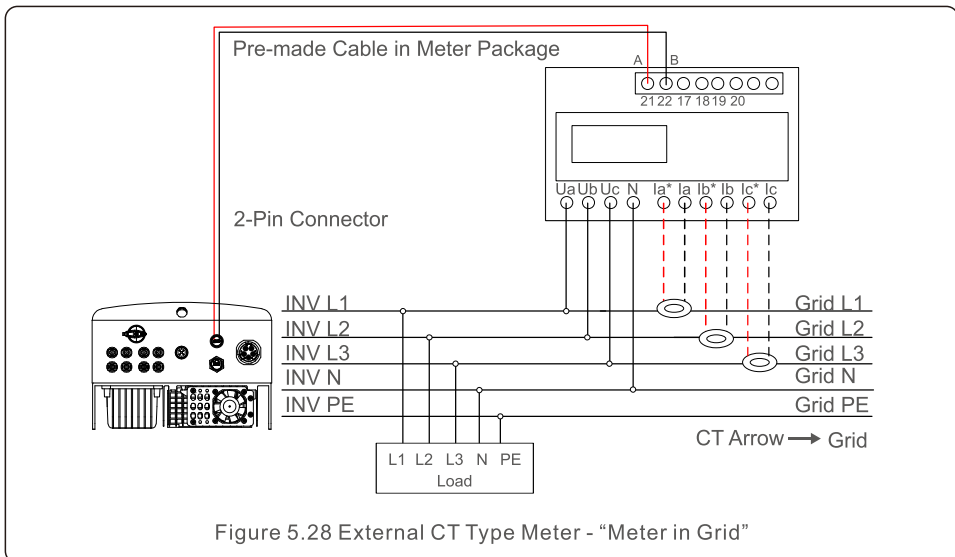 Pre-made Cable in Meter Package
A B
21 22 17 18 19 20
Ua Ub Uc N Ia* Ia Ib* Ib Ic* Ic
2-Pin Connector
INV L1 Grid L1
INV L2 Grid L2
INV L3 Grid L3
INV N Grid N
INV PE Grid PE
CT Arrow → Grid
L1 L2 L3 N PE
Load
Figure 5.28 External CT Type Meter - “Meter in Grid”